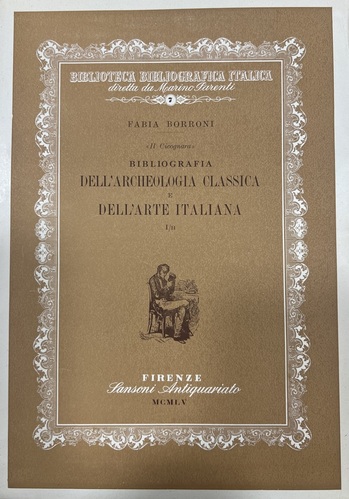 BIBLIOTECA BIBLIOGRAFICA ITALICA
diretta da Marino Parenti
7
FABIA BORRONI
«Il Cicognara»
BIBLIOGRAFIA
DELL'ARCHEOLOGIA CLASSICA
E
DELL'ARTE ITALIANA
I/II
FIRENZE
Sansoni Antiquariato
MCMLV